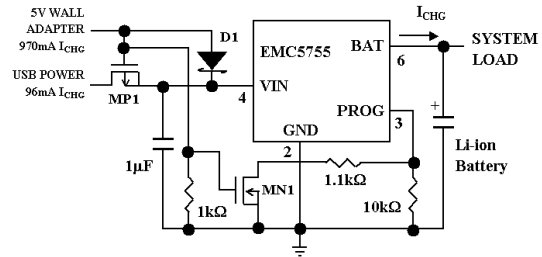 5V WALL
ADAPTER
970mA ICHG
USB POWER
96mA ICHG
MP1
D1
EMC5755
BAT
6
ICHG
SYSTEM
LOAD
VIN
4
PROG
3
GND
2
1µF
1kΩ
MN1
1.1kΩ
10kΩ
+
Li-ion
Battery